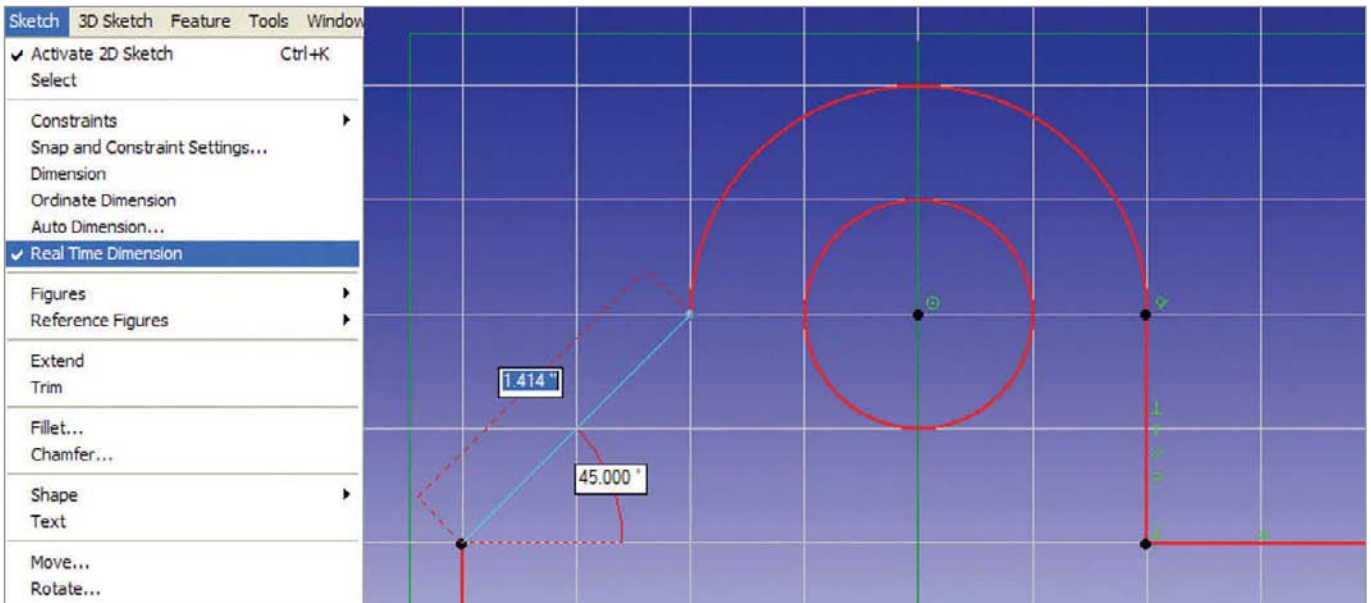 Sketch 3D Sketch Feature Tools Window
Activate 2D Sketch Ctrl+K
Select
Constraints
Snap and Constraint Settings...
Dimension
Ordinate Dimension
Auto Dimension...
Real Time Dimension
Figures
Reference Figures
Extend
Trim
Fillet...
Chamfer...
Shape
Text
Move...
Rotate...
1.414 "
45.000 °